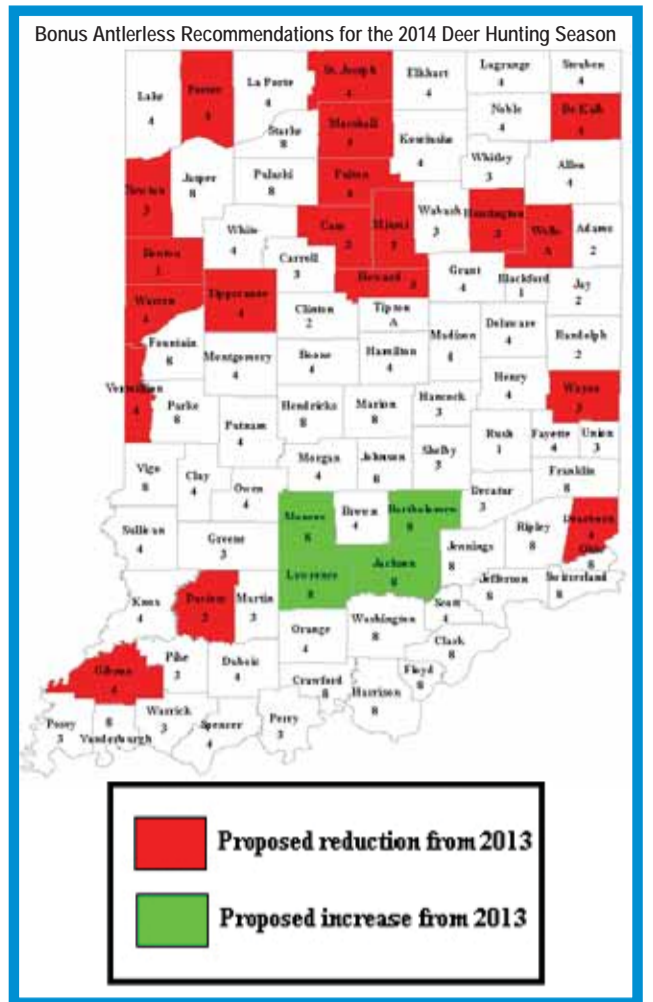 Bonus Antlerless Recommendations for the 2014 Deer Hunting Season
Lake
4
Porter
La Porte
4
St. Joseph
4
Elkhart
4
Lagrange
4
Steuben
4
Noble
4
De Kalb
4
Starke
8
Marshall
Kosciusko
4
Whitley
3
Allen
4
Newton
3
Jasper
8
Pulaski
8
Fulton
White
4
Cass
3
Miami
3
Wabash
3
Huntington
3
Wells
A
Adams
2
Benton
1
Carroll
3
Howard
Grant
4
Blackford
1
Jay
2
Warren
4
Tippecanoe
4
Clinton
2
Tipton
A
Fountain
8
Montgomery
4
Boone
4
Hamilton
4
Madison
Delaware
4
Randolph
2
Vermillion
4
Parke
8
Putnam
4
Hendricks
8
Marion
8
Hancock
3
Henry
4
Wayne
3
Rush
1
Fayette
4
Union
3
Vigo
8
Clay
4
Owen
4
Morgan
4
Johnson
8
Shelby
3
Decatur
3
Franklin
8
Sullivan
4
Greene
3
Monroe
8
Brown
4
Bartholomew
8
Jennings
8
Ripley
8
Dearborn
Ohio
8
Knox
4
Daviess
3
Martin
3
Lawrence
8
Jackson
8
Jefferson
8
Switzerland
8
Orange
4
Washington
8
Scott
4
Clark
8
Gibson
4
Pike
3
Dubois
4
Crawford
8
Harrison
8
Floyd
8
Posey
3
8
Vanderburgh
Warrick
3
Spencer
4
Perry
3
Proposed reduction from 2013
Proposed increase from 2013